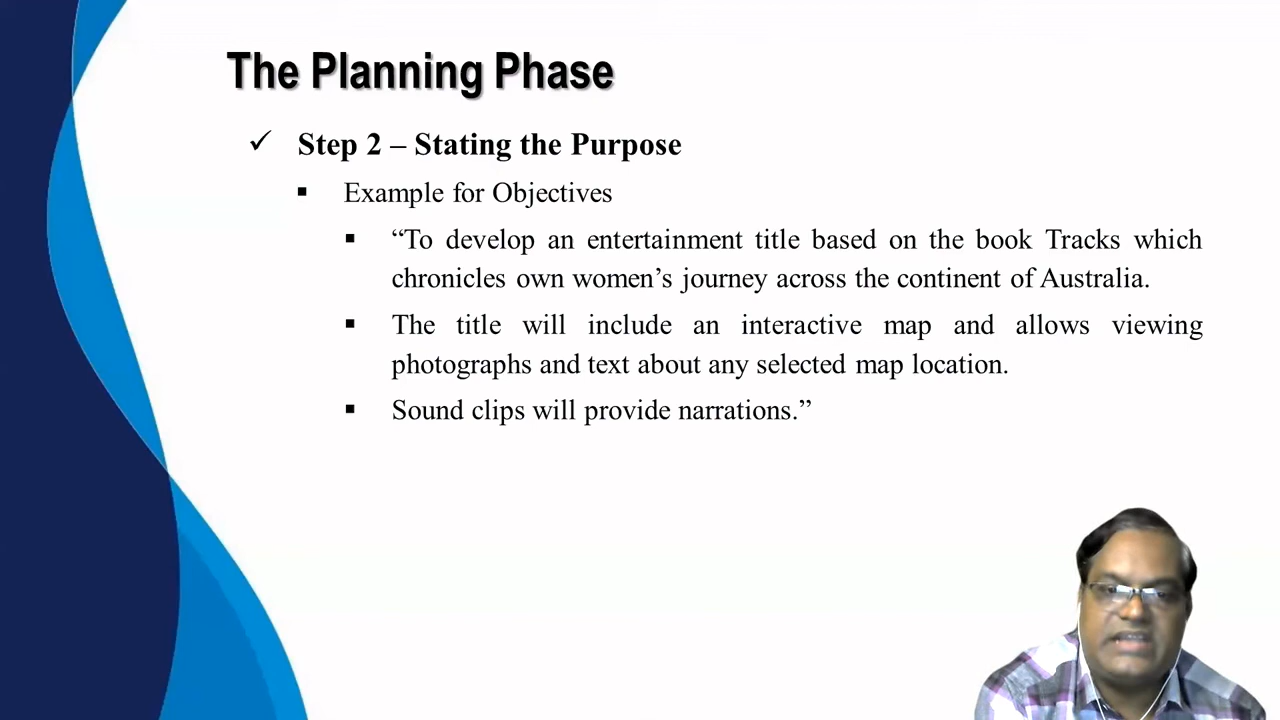 The Planning Phase
✓ Step 2 – Stating the Purpose
▪ Example for Objectives
▪ “To develop an entertainment title based on the book Tracks which
chronicles own women’s journey across the continent of Australia.
▪ The title will include an interactive map and allows viewing
photographs and text about any selected map location.
▪ Sound clips will provide narrations.”